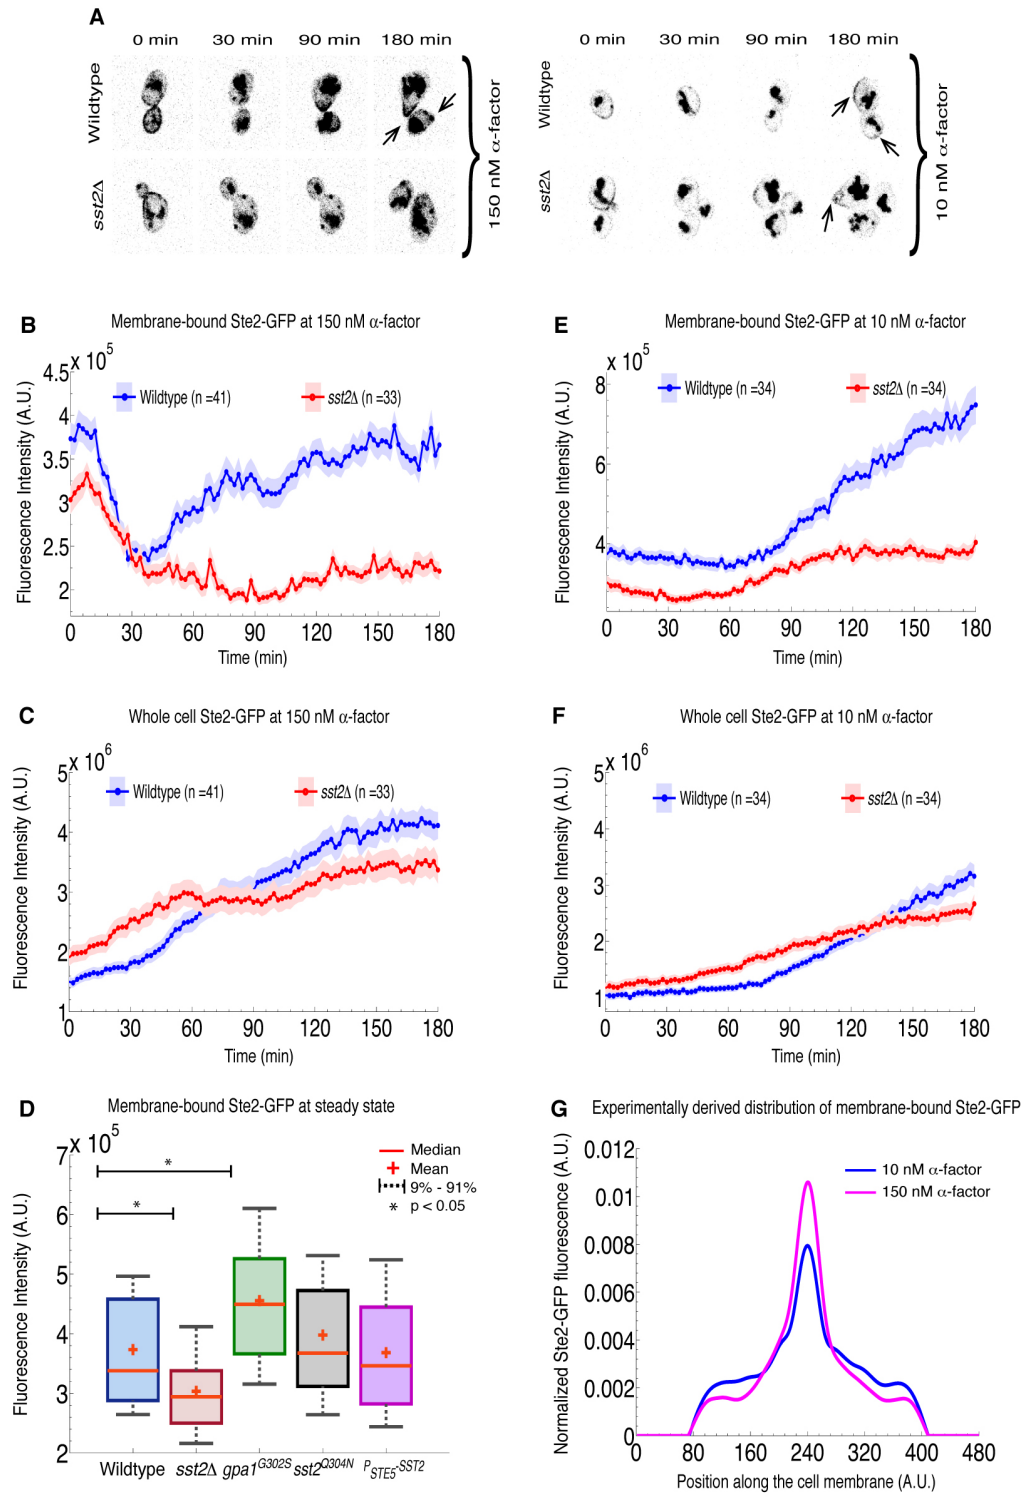 A
0 min 30 min 90 min 180 min
Wildtype
sst2Δ
150 nM α-factor
0 min 30 min 90 min 180 min
Wildtype
sst2Δ
10 nM α-factor
B
Membrane-bound Ste2-GFP at 150 nM α-factor
x 10^5
Wildtype (n =41)
sst2Δ (n =33)
Fluorescence Intensity (A.U.)
4.5
4
3.5
3
2.5
2
0 30 60 90 120 150 180
Time (min)
E
Membrane-bound Ste2-GFP at 10 nM α-factor
x 10^5
Wildtype (n =34)
sst2Δ (n =34)
Fluorescence Intensity (A.U.)
8
6
4
0 30 60 90 120 150 180
Time (min)
C
Whole cell Ste2-GFP at 150 nM α-factor
x 10^6
Wildtype (n =41)
sst2Δ (n =33)
Fluorescence Intensity (A.U.)
5
4
3
2
1
0 30 60 90 120 150 180
Time (min)
F
Whole cell Ste2-GFP at 10 nM α-factor
x 10^6
Wildtype (n =34)
sst2Δ (n =34)
Fluorescence Intensity (A.U.)
5
4
3
2
1
0 30 60 90 120 150 180
Time (min)
D
Membrane-bound Ste2-GFP at steady state
x 10^5
Median
Mean
9% - 91%
* p < 0.05
*
*
Fluorescence Intensity (A.U.)
7
6
5
4
3
2
Wildtype sst2Δ gpa1^G302S sst2^Q304N P_STE5-SST2
G
Experimentally derived distribution of membrane-bound Ste2-GFP
10 nM α-factor
150 nM α-factor
Normalized Ste2-GFP fluorescence (A.U.)
0.012
0.01
0.008
0.006
0.004
0.002
0
0 80 160 240 320 400 480
Position along the cell membrane (A.U.)